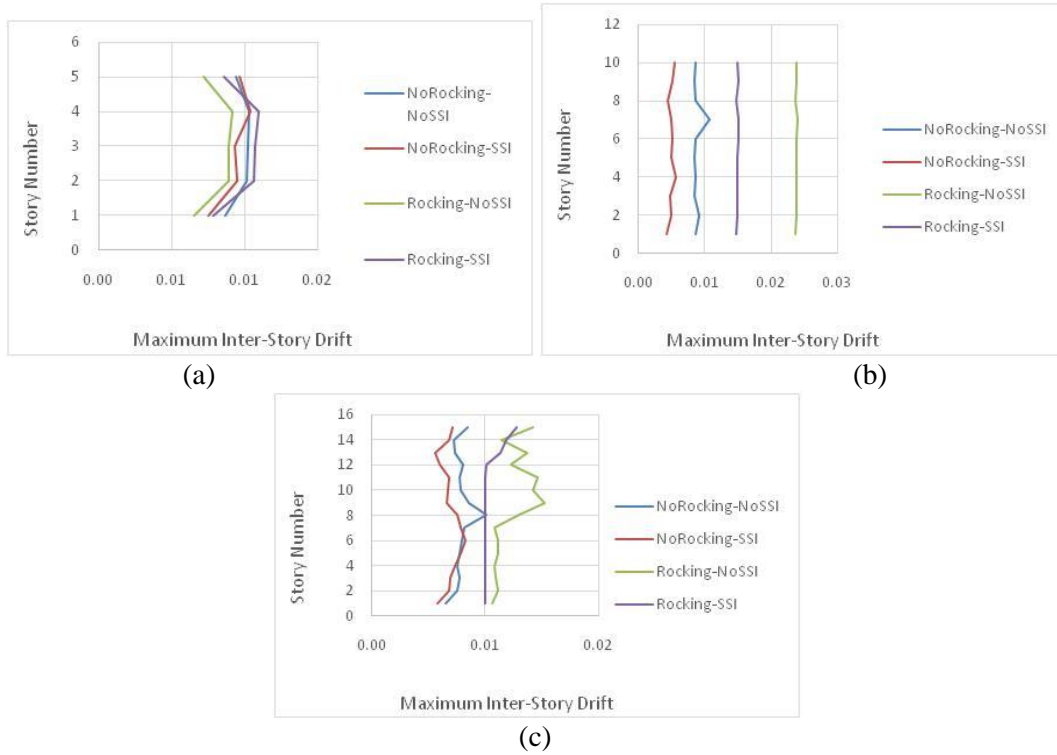 6
5
4
3
2
1
0
Story Number
0.00 0.01 0.01 0.02
Maximum Inter-Story Drift
NoRocking-
NoSSI
NoRocking-SSI
Rocking-NoSSI
Rocking-SSI
(a)
12
10
8
6
4
2
0
Story Number
0.00 0.01 0.02 0.03
Maximum Inter-Story Drift
NoRocking-NoSSI
NoRocking-SSI
Rocking-NoSSI
Rocking-SSI
(b)
16
14
12
10
8
6
4
2
0
Story Number
0.00 0.01 0.02
Maximum Inter-Story Drift
NoRocking-NoSSI
NoRocking-SSI
Rocking-NoSSI
Rocking-SSI
(c)